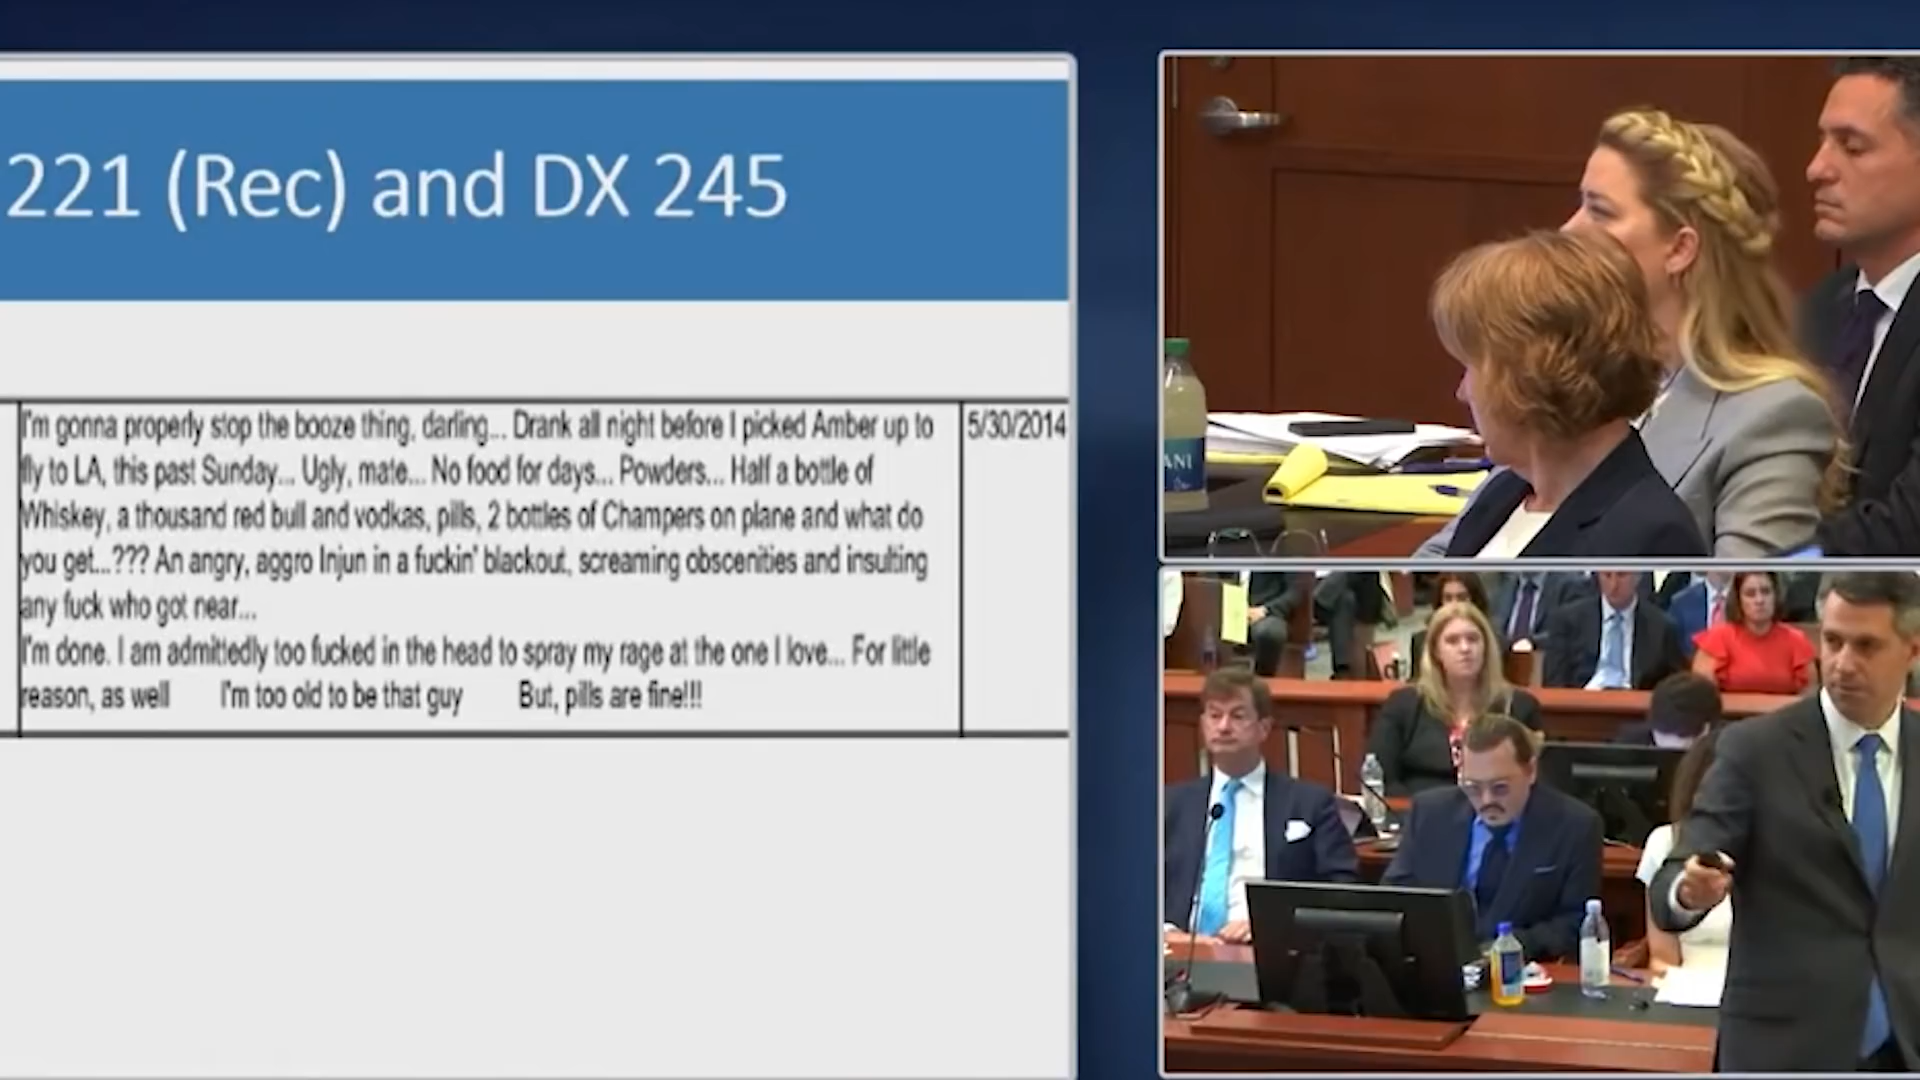 221 (Rec) and DX 245
I'm gonna properly stop the booze thing, darling... Drank all night before I picked Amber up to
fly to LA, this past Sunday... Ugly, mate... No food for days... Powders... Half a bottle of
Whiskey, a thousand red bull and vodkas, pills, 2 bottles of Champers on plane and what do
you get...??? An angry, aggro Injun in a fuckin' blackout, screaming obscenities and insulting
any fuck who got near...
I'm done. I am admittedly too fucked in the head to spray my rage at the one I love... For little
reason, as well I'm too old to be that guy But, pills are fine!!!
5/30/2014
ANI